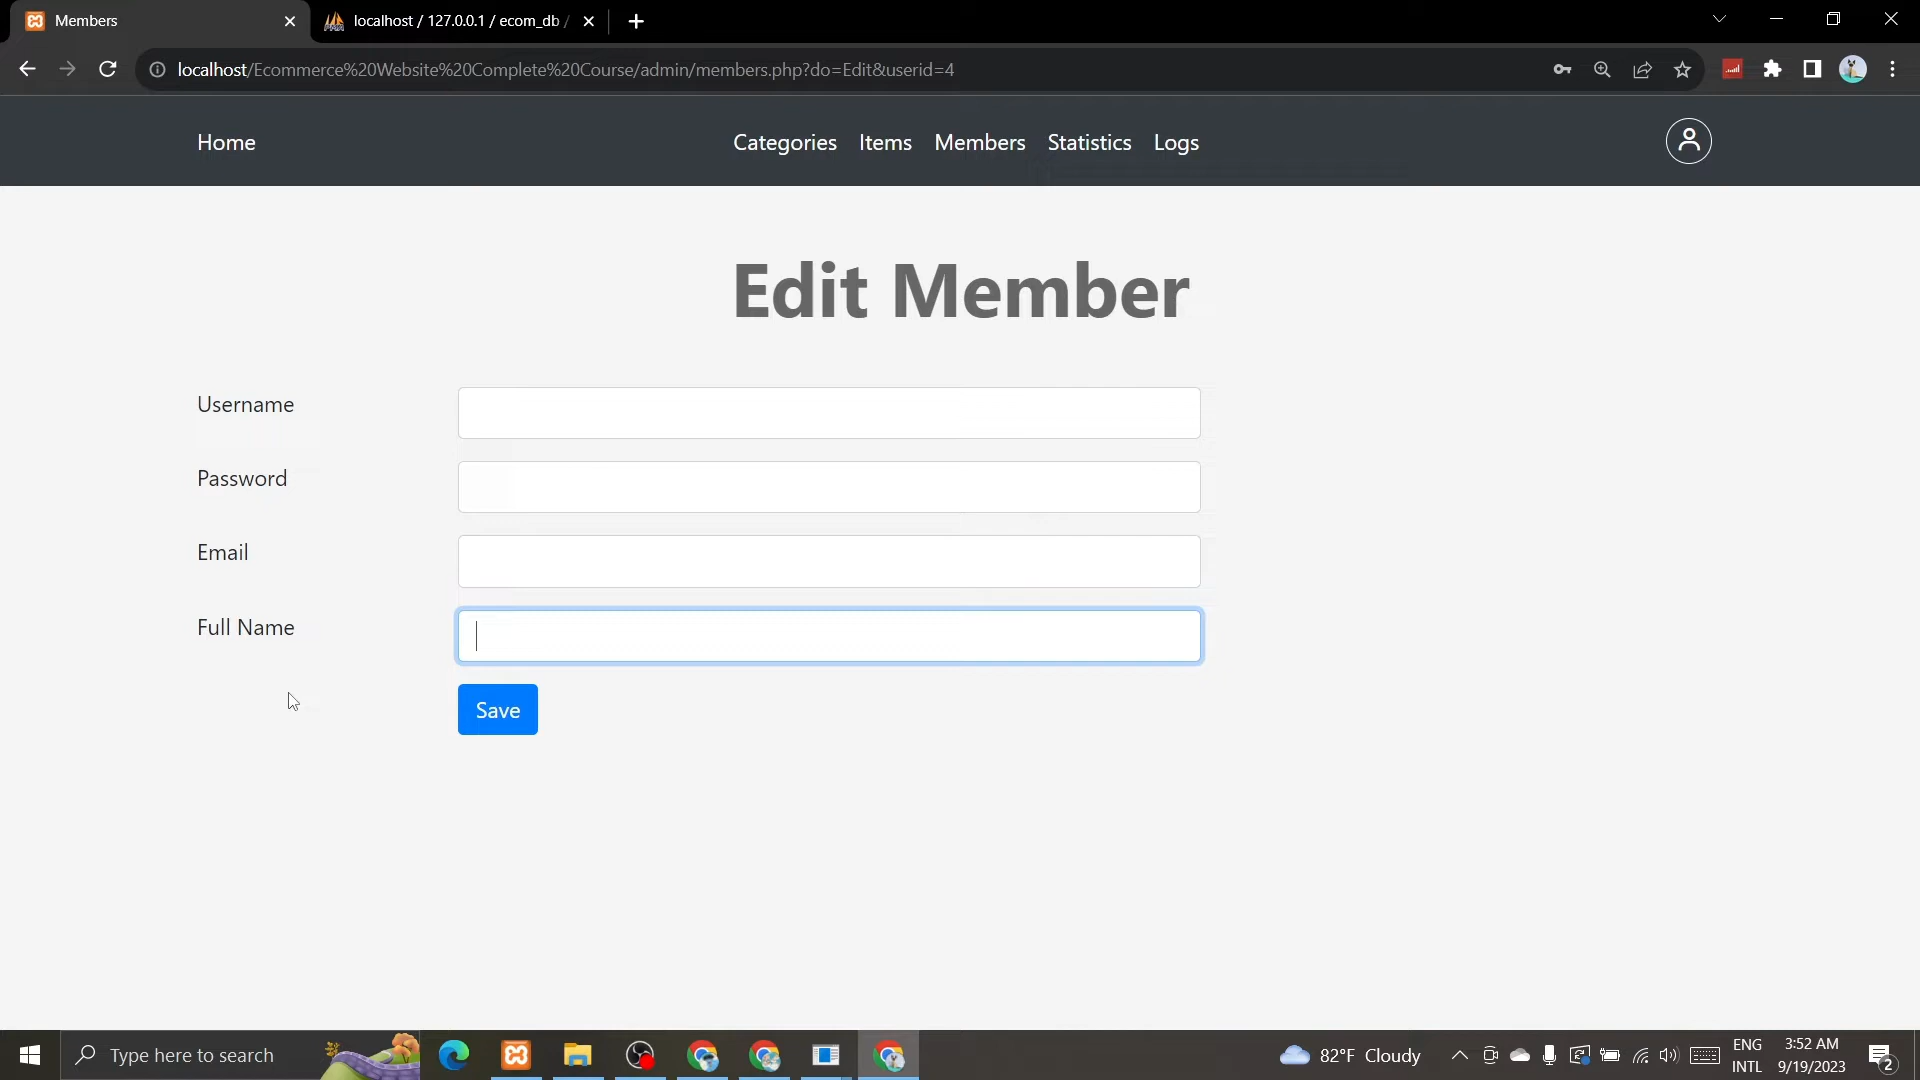 Members
localhost / 127.0.0.1 / ecom_db /
localhost/Ecommerce%20Website%20Complete%20Course/admin/members.php?do=Edit&userid=4
Home
Categories
Items
Members
Statistics
Logs
Edit Member
Username
Password
Email
Full Name
Save
Type here to search
82°F Cloudy
ENG
INTL
3:52 AM
9/19/2023
2